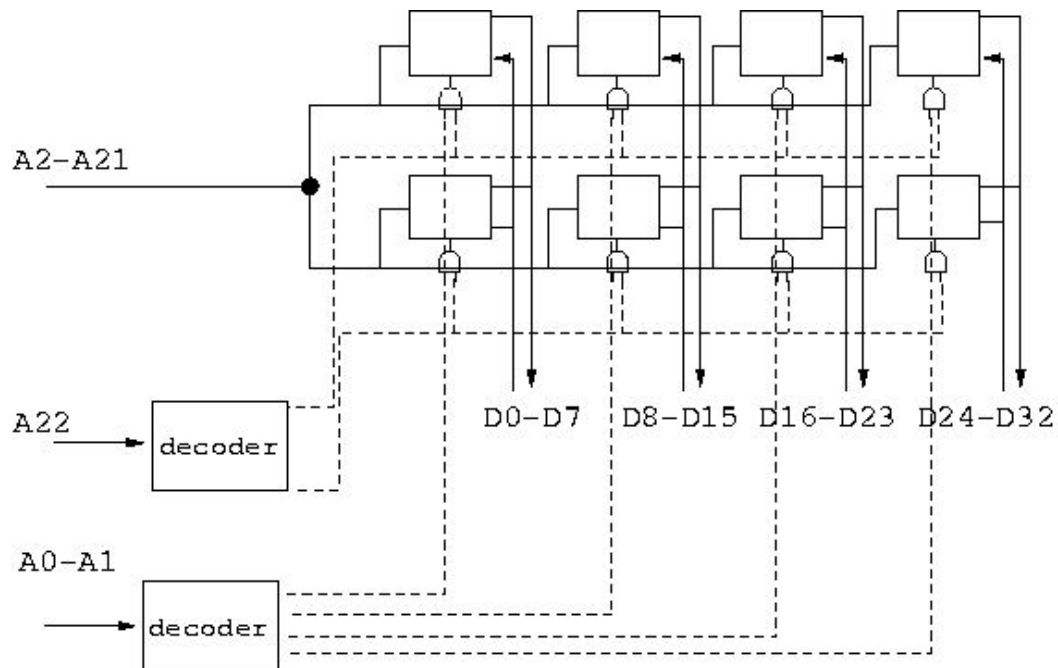 A2-A21
A22
decoder
D0-D7
D8-D15
D16-D23
D24-D32
A0-A1
decoder